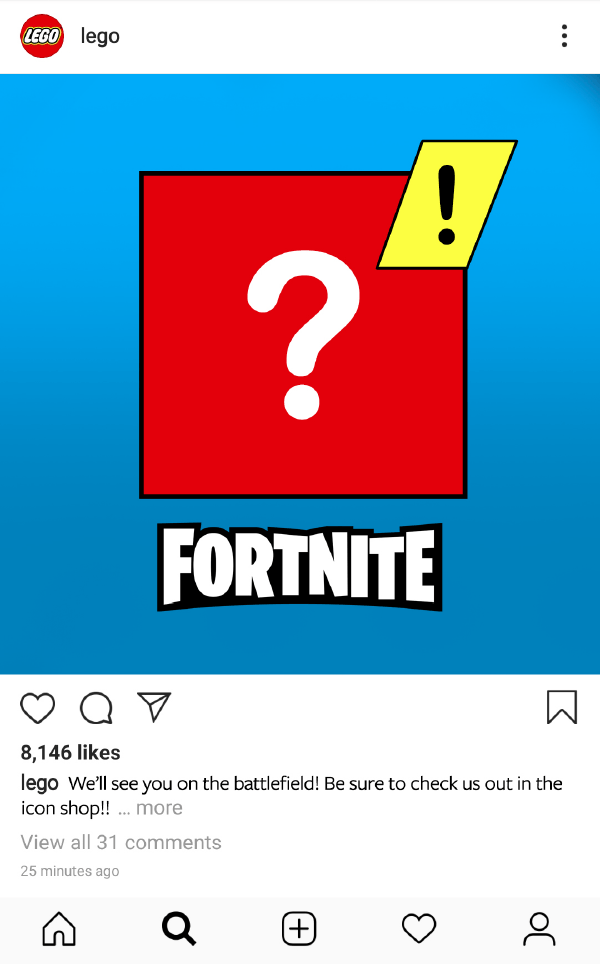 LEGO
lego
!
?
FORTNITE
8,146 likes
lego We'll see you on the battlefield! Be sure to check us out in the
icon shop!! ... more
View all 31 comments
25 minutes ago